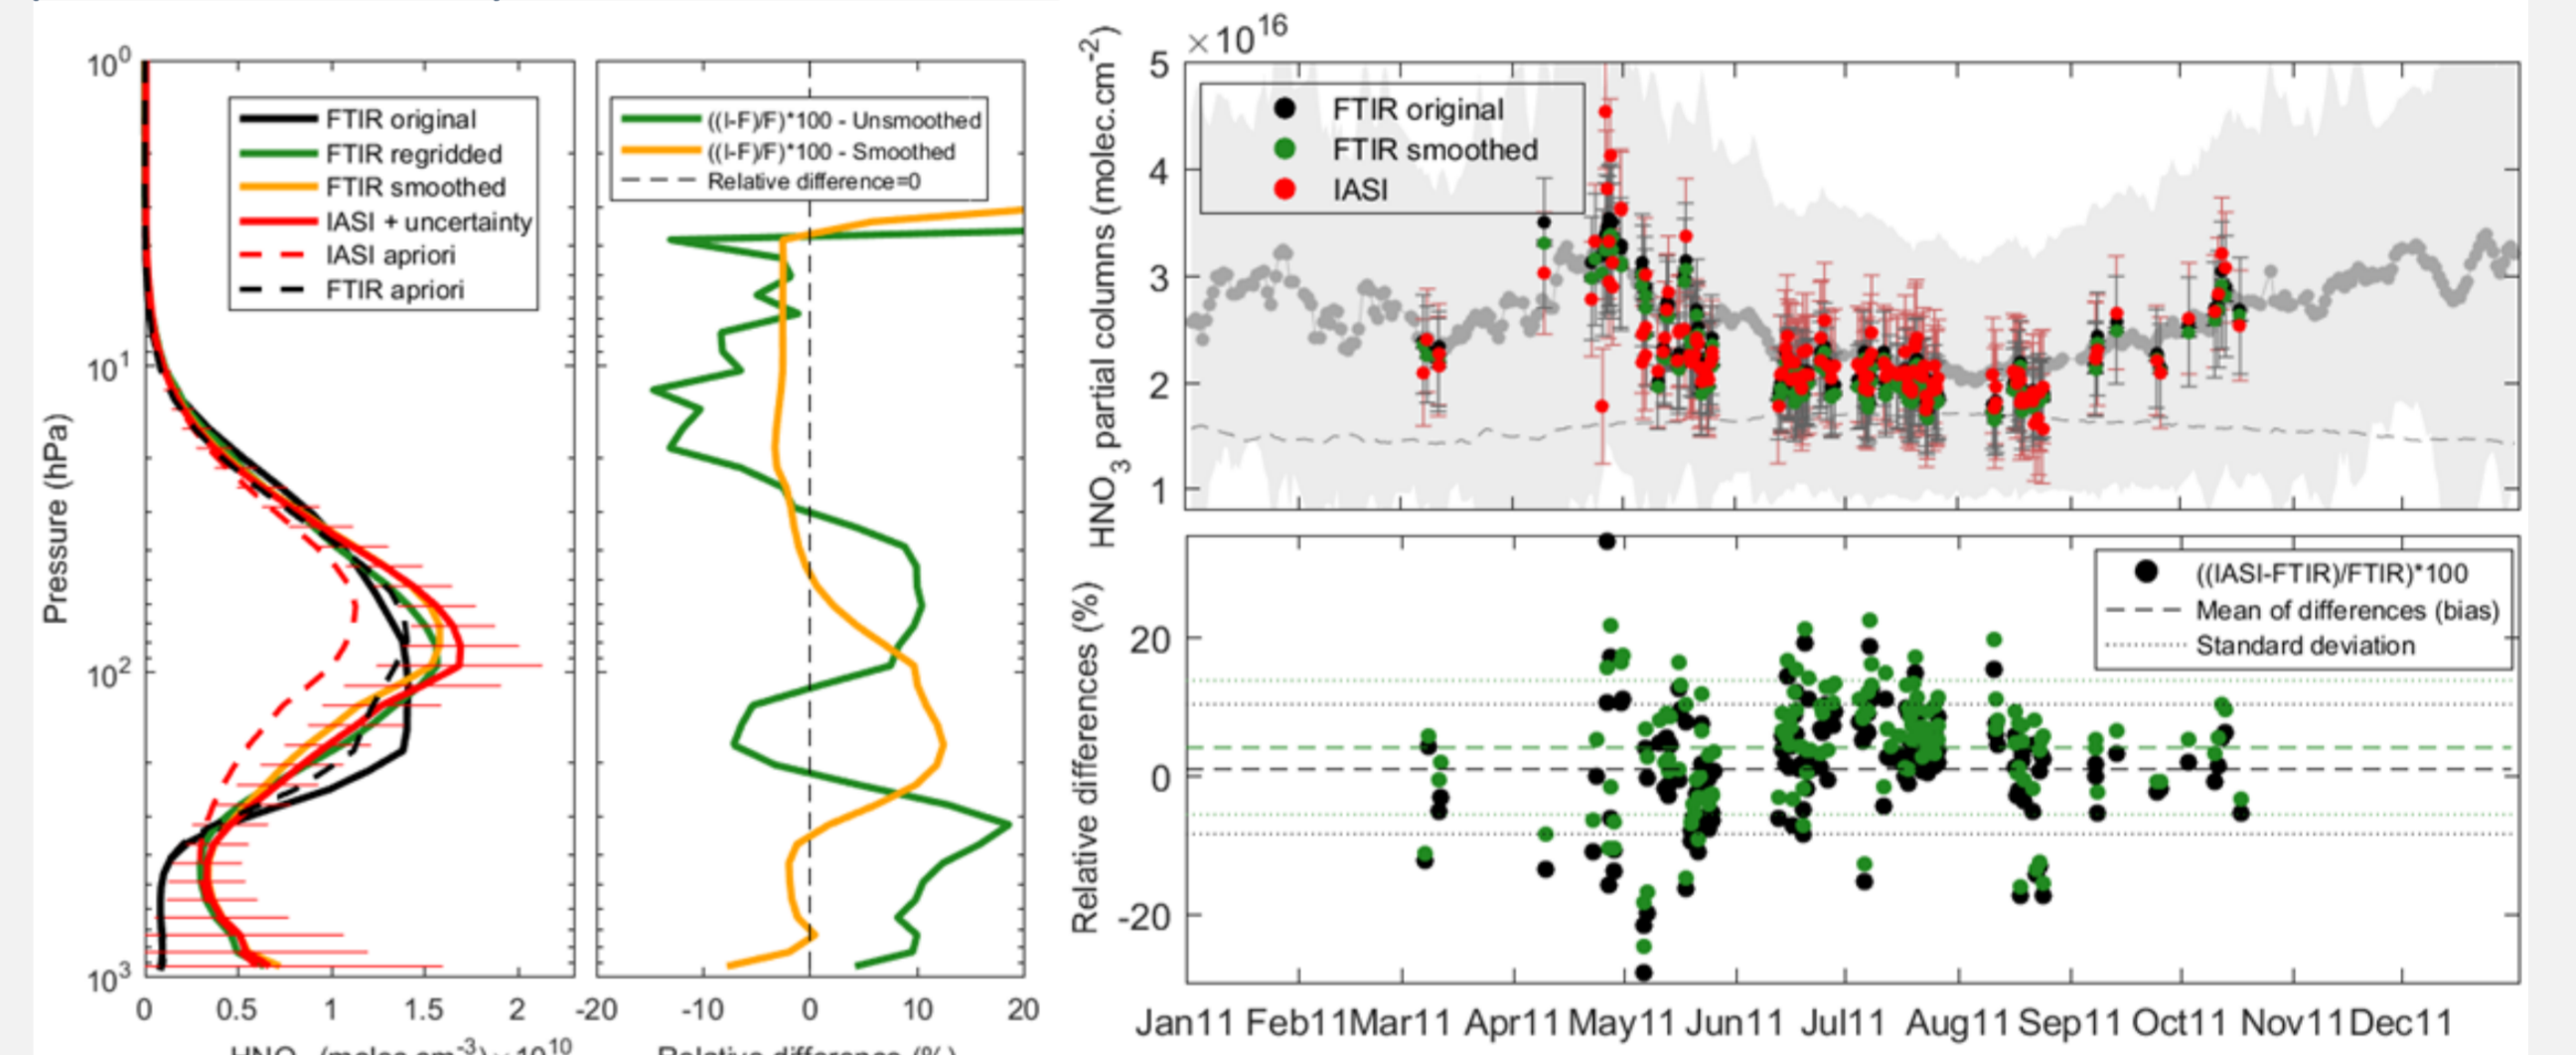 10^0
10^1
10^2
10^3
Pressure (hPa)
FTIR original
FTIR regridded
FTIR smoothed
IASI + uncertainty
IASI apriori
FTIR apriori
0 0.5 1 1.5 2
((I-F)/F)*100 - Unsmoothed
((I-F)/F)*100 - Smoothed
Relative difference=0
-20 -10 0 10 20
×10^16
5
4
3
2
1
HNO_3 partial columns (molec.cm^-2)
FTIR original
FTIR smoothed
IASI
20
0
-20
Relative differences (%)
((IASI-FTIR)/FTIR)*100
Mean of differences (bias)
Standard deviation
Jan11 Feb11 Mar11 Apr11 May11 Jun11 Jul11 Aug11 Sep11 Oct11 Nov11 Dec11